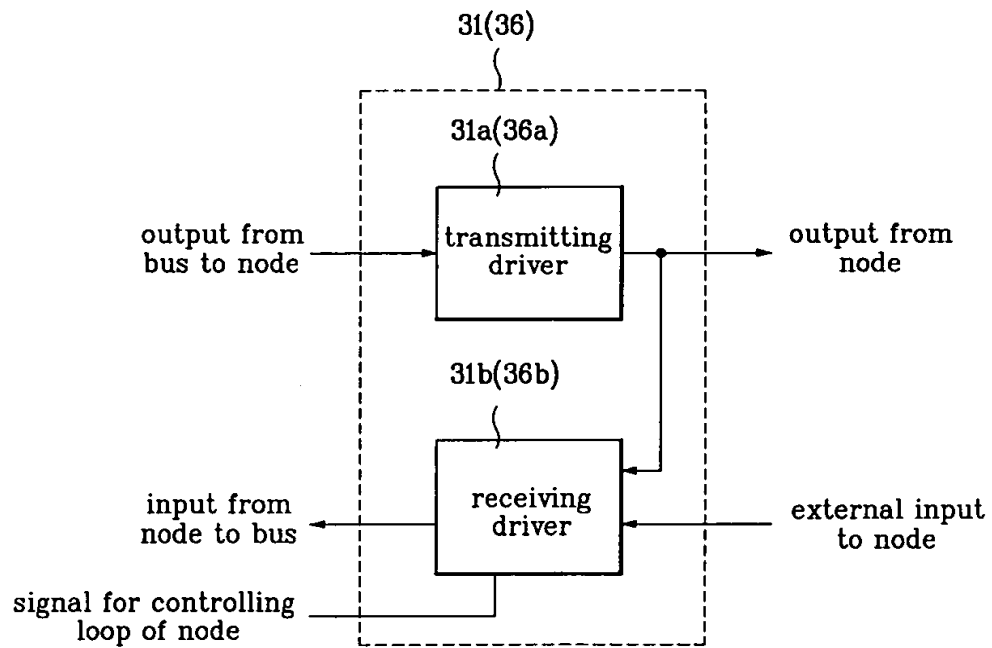 31(36)
31a(36a)
output from
bus to node
transmitting
driver
output from
node
31b(36b)
input from
node to bus
receiving
driver
external input
to node
signal for controlling
loop of node